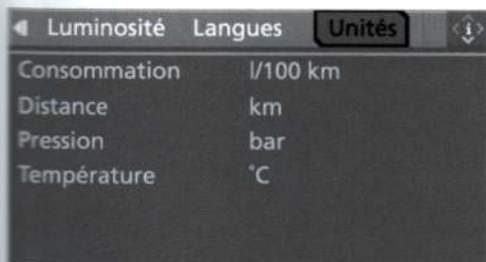 Luminosité Langues Unités
Consommation l/100 km
Distance km
Pression bar
Température °C